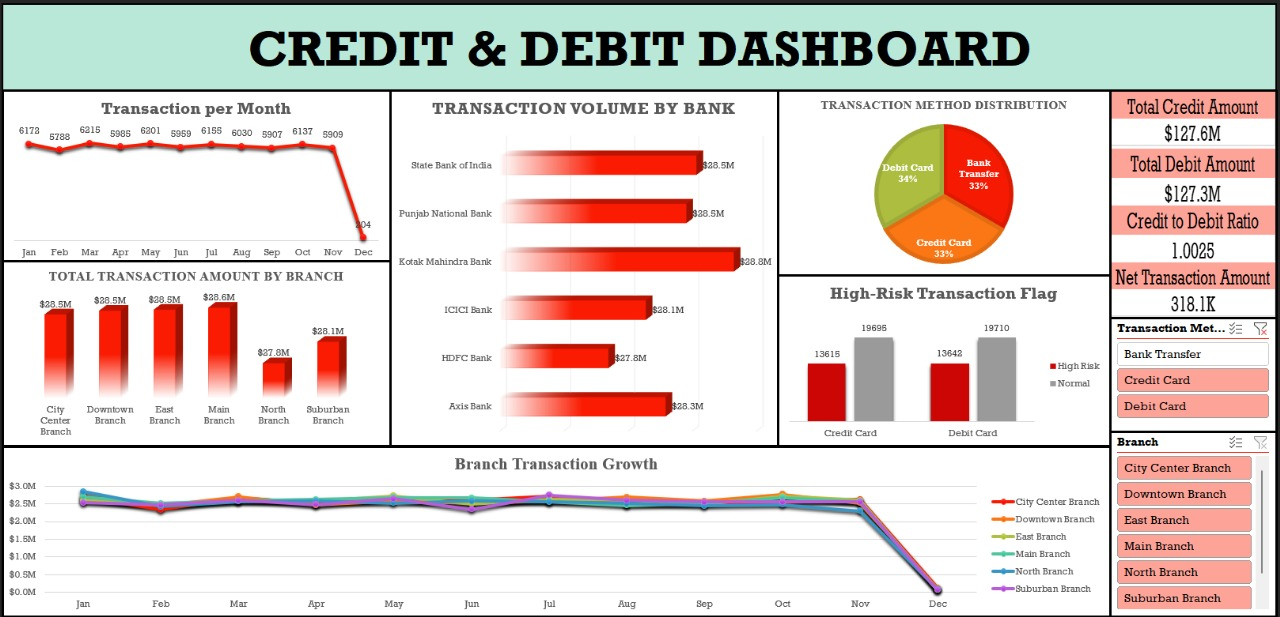 CREDIT & DEBIT DASHBOARD
Transaction per Month
6173 5788 6215 5985 6201 5959 6155 6030 5907 6137 5909
Jan Feb Mar Apr May Jun Jul Aug Sep Oct Nov Dec
TOTAL TRANSACTION AMOUNT BY BRANCH
$28.5M $28.5M $28.5M $28.6M $27.8M $28.1M
City Center Branch
Downtown Branch
East Branch
Main Branch
North Branch
Suburban Branch
TRANSACTION VOLUME BY BANK
State Bank of India $28.5M
Punjab National Bank $28.5M
Kotak Mahindra Bank $28.8M
ICICI Bank $28.1M
HDFC Bank $27.8M
Axis Bank $28.3M
TRANSACTION METHOD DISTRIBUTION
Debit Card
34%
Bank
Transfer
33%
Credit Card
33%
High-Risk Transaction Flag
13615 19695 13642 19710
Credit Card Debit Card
High Risk
Normal
Total Credit Amount
$127.6M
Total Debit Amount
$127.3M
Credit to Debit Ratio
1.0025
Net Transaction Amount
318.1K
Transaction Met...
Bank Transfer
Credit Card
Debit Card
Branch
City Center Branch
Downtown Branch
East Branch
Main Branch
North Branch
Suburban Branch
Branch Transaction Growth
$3.0M
$2.5M
$2.0M
$1.5M
$1.0M
$0.5M
$0.0M
Jan Feb Mar Apr May Jun Jul Aug Sep Oct Nov Dec
City Center Branch
Downtown Branch
East Branch
Main Branch
North Branch
Suburban Branch